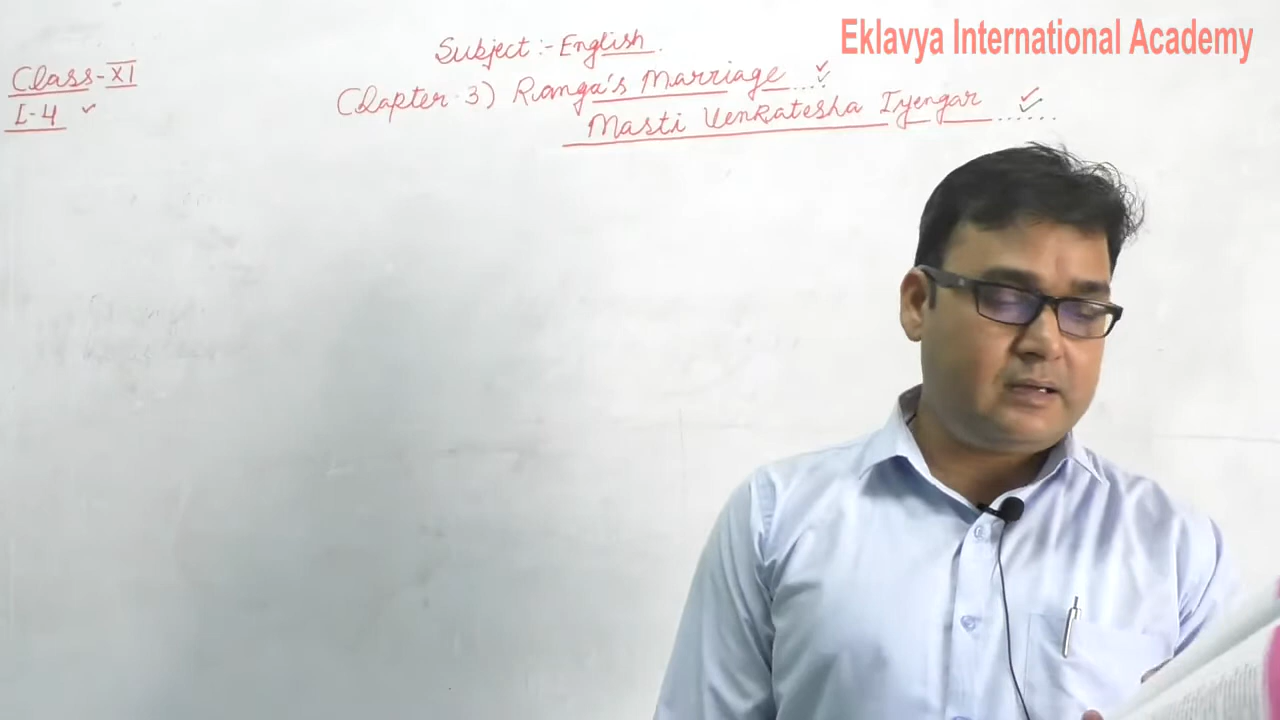 Eklavya International Academy
Subject :- English.
Class-XI
Chapter-3) Ranga's Marriage
L-4
Masti Venkatesha Iyengar